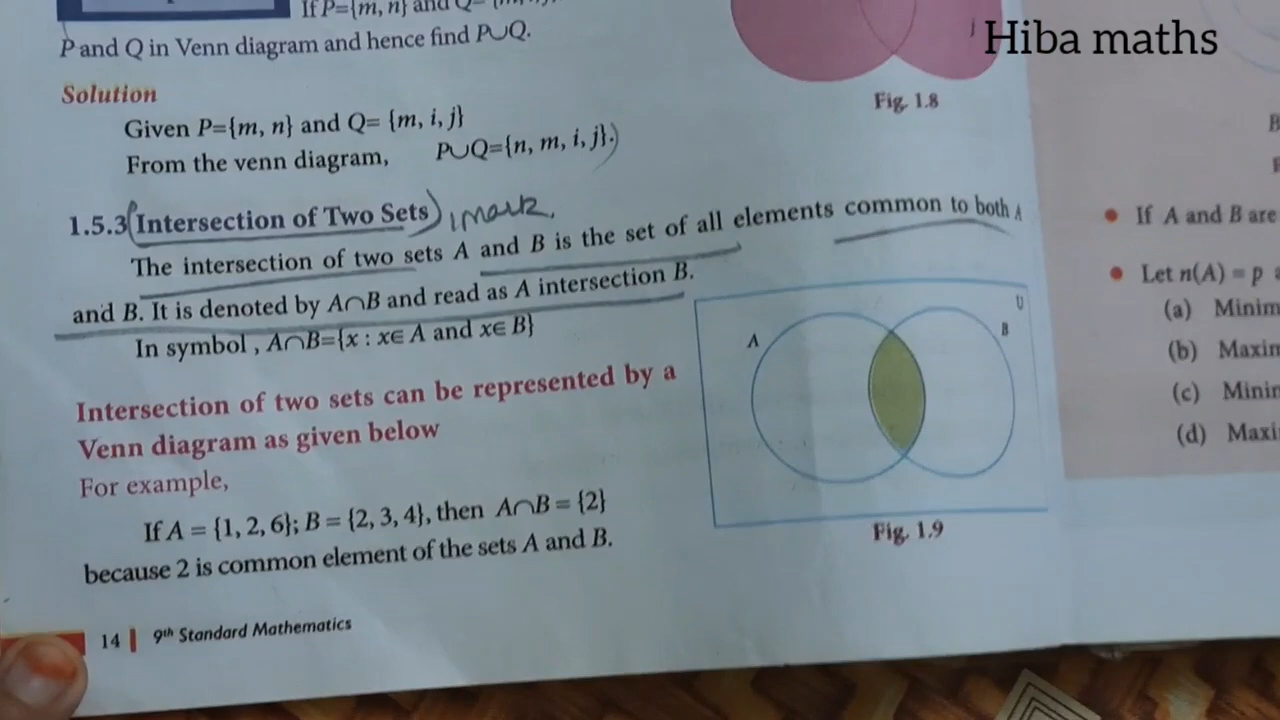 If P={m, n} and Q=
P and Q in Venn diagram and hence find P∪Q.
Hiba maths
Solution
Fig. 1.8
Given P={m, n} and Q= {m, i, j}
From the venn diagram, P∪Q={n, m, i, j}.)
1.5.3 (Intersection of Two Sets) 1 mark.
The intersection of two sets A and B is the set of all elements common to both A
and B. It is denoted by A∩B and read as A intersection B.
In symbol , A∩B={x : x∈ A and x∈ B}
Intersection of two sets can be represented by a
Venn diagram as given below
For example,
If A = {1, 2, 6}; B = {2, 3, 4}, then A∩B = {2}
because 2 is common element of the sets A and B.
U
A
B
Fig. 1.9
14 | 9th Standard Mathematics
• If A and B are
• Let n(A) = p
(a) Minim
(b) Maxin
(c) Minir
(d) Maxi